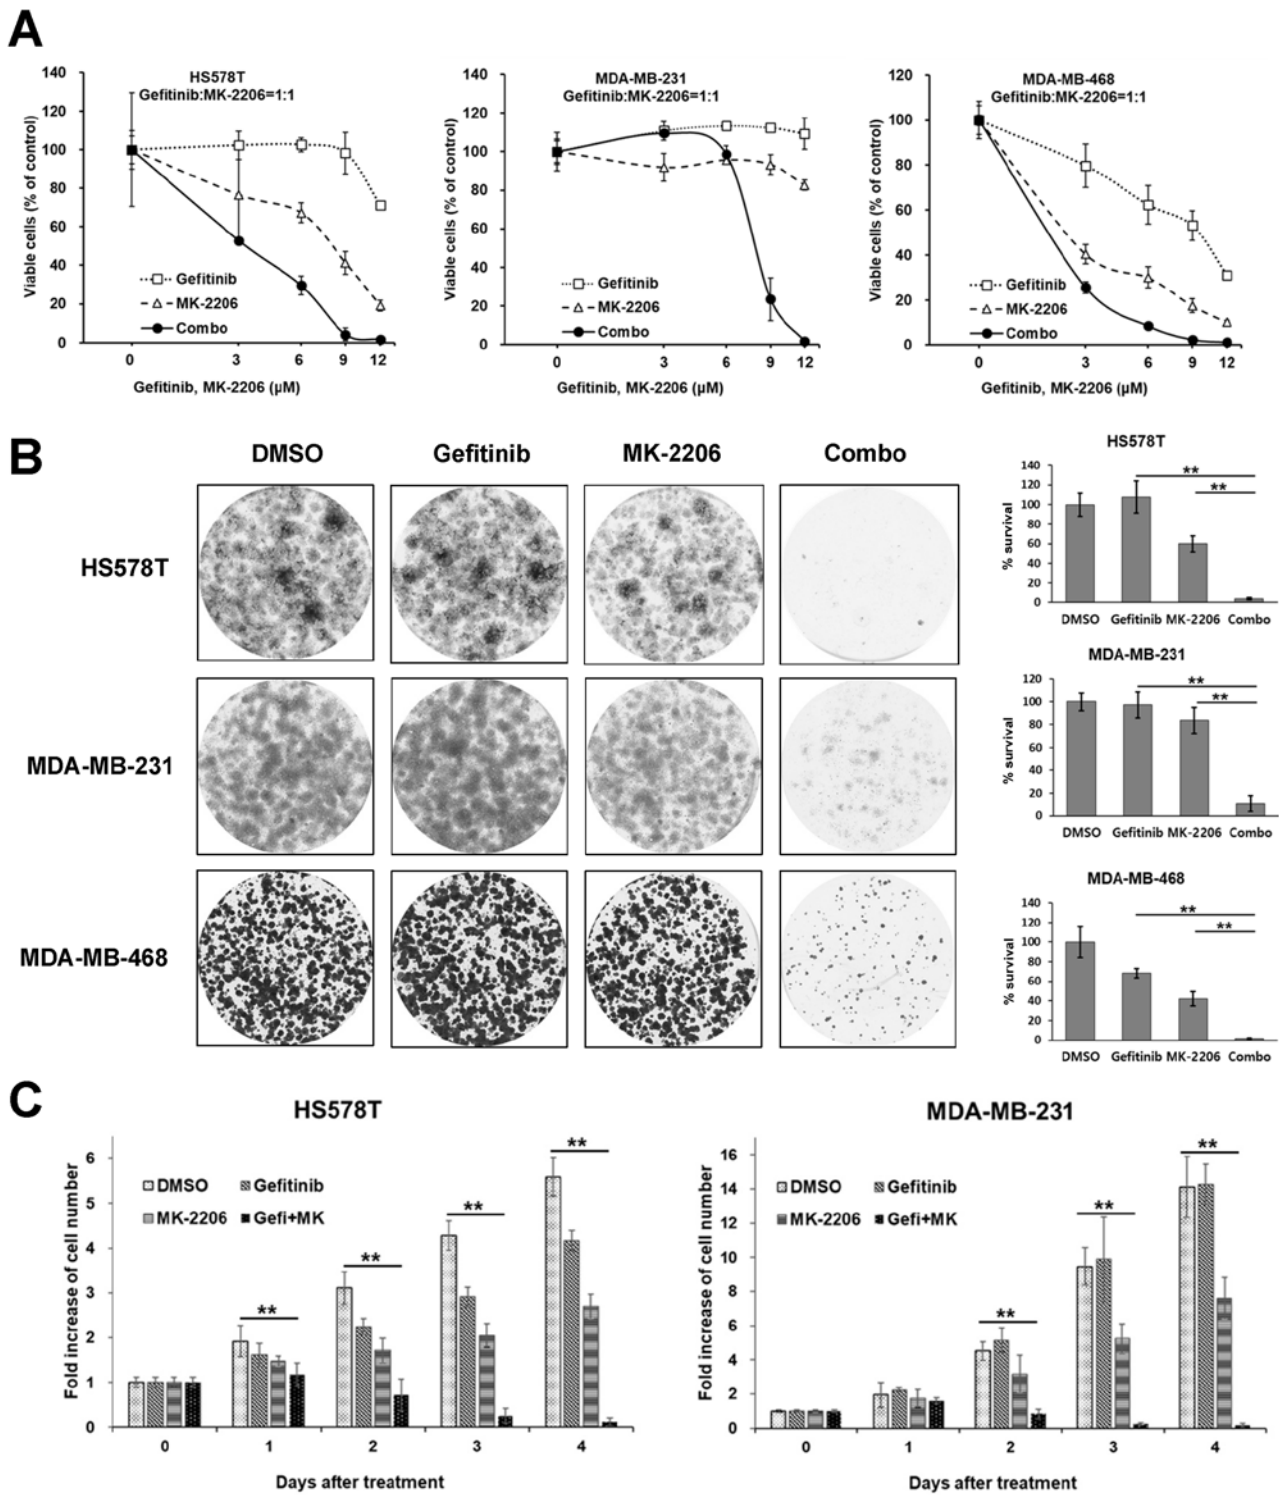 A
HS578T
Gefitinib:MK-2206=1:1
Viable cells (% of control)
140
120
100
80
60
40
20
0
Gefitinib
MK-2206
Combo
0 3 6 9 12
Gefitinib, MK-2206 (µM)
MDA-MB-231
Gefitinib:MK-2206=1:1
Viable cells (% of control)
140
120
100
80
60
40
20
0
Gefitinib
MK-2206
Combo
0 3 6 9 12
Gefitinib, MK-2206 (µM)
MDA-MB-468
Gefitinib:MK-2206=1:1
Viable cells (% of control)
120
100
80
60
40
20
0
Gefitinib
MK-2206
Combo
0 3 6 9 12
Gefitinib, MK-2206 (µM)
B
DMSO Gefitinib MK-2206 Combo
HS578T
MDA-MB-231
MDA-MB-468
HS578T
% survival
140
120
100
80
60
40
20
0
**
**
DMSO Gefitinib MK-2206 Combo
MDA-MB-231
% survival
120
100
80
60
40
20
0
**
**
DMSO Gefitinib MK-2206 Combo
MDA-MB-468
% survival
140
120
100
80
60
40
20
0
**
**
DMSO Gefitinib MK-2206 Combo
C
HS578T
Fold increase of cell number
6
5
4
3
2
1
0
DMSO Gefitinib
MK-2206 Gefi+MK
**
**
**
**
0 1 2 3 4
Days after treatment
MDA-MB-231
Fold increase of cell number
16
14
12
10
8
6
4
2
0
DMSO Gefitinib
MK-2206 Gefi+MK
**
**
**
0 1 2 3 4
Days after treatment